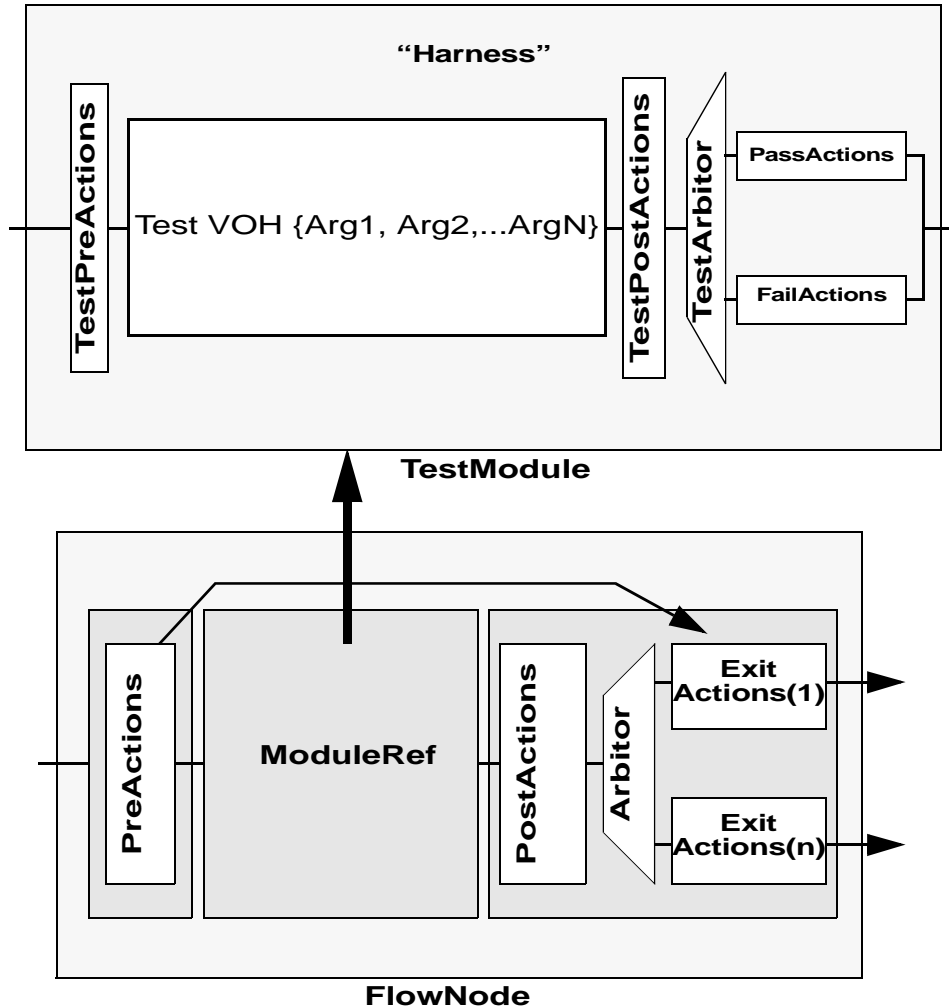 “Harness”
TestPreActions
Test VOH {Arg1, Arg2,...ArgN}
TestPostActions
TestArbitor
PassActions
FailActions
TestModule
PreActions
ModuleRef
PostActions
Arbitor
Exit
Actions(1)
Exit
Actions(n)
FlowNode